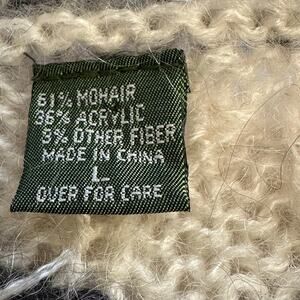 61% MOHAIR
36% ACRYLIC
3% OTHER FIBER
MADE IN CHINA
L
OVER FOR CARE